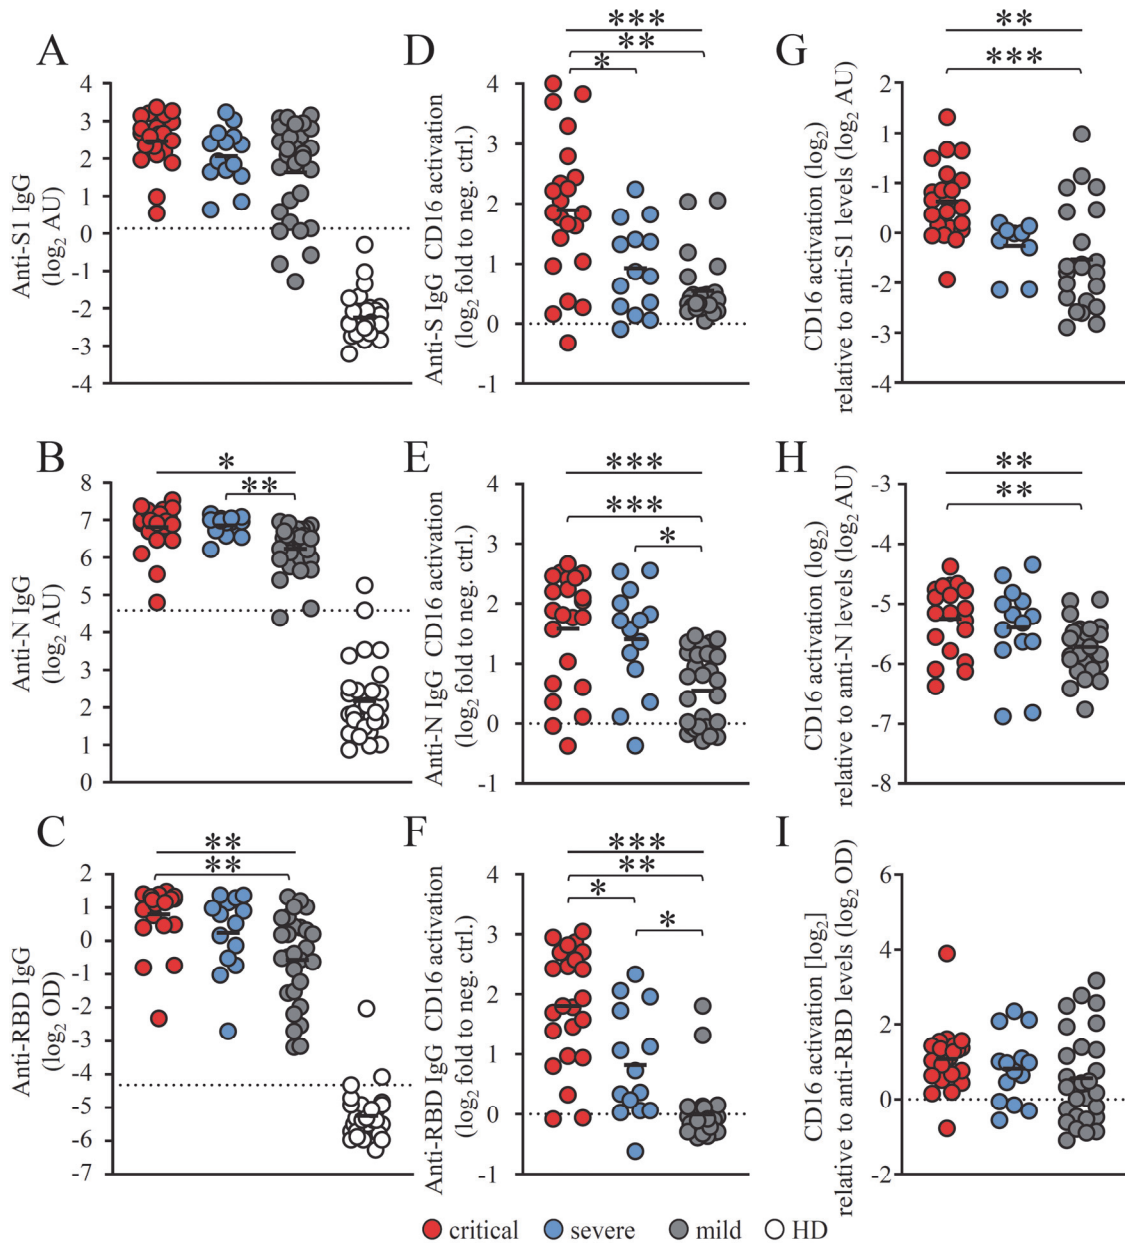 A
Anti-S1 IgG
(log2 AU)
4
3
2
1
0
-1
-2
-3
-4
D
***
**
*
Anti-S IgG CD16 activation
(log2 fold to neg. ctrl.)
4
3
2
1
0
-1
G
**
***
CD16 activation (log2)
relative to anti-S1 levels (log2 AU)
2
1
-1
0
-2
-3
-4
B
*
**
Anti-N IgG
(log2 AU)
8
7
6
5
4
3
2
1
0
E
***
***
*
Anti-N IgG CD16 activation
(log2 fold to neg. ctrl.)
4
3
2
1
0
-1
H
**
**
CD16 activation (log2)
relative to anti-N levels (log2 AU)
-3
-4
-5
-6
-7
-8
C
**
**
Anti-RBD IgG
(log2 OD)
2
1
0
-1
-2
-3
-4
-5
-6
-7
F
***
**
*
*
Anti-RBD IgG CD16 activation
(log2 fold to neg. ctrl.)
4
3
2
1
0
-1
I
CD16 activation [log2]
relative to anti-RBD levels (log2 OD)
6
4
2
0
-2
critical severe mild HD